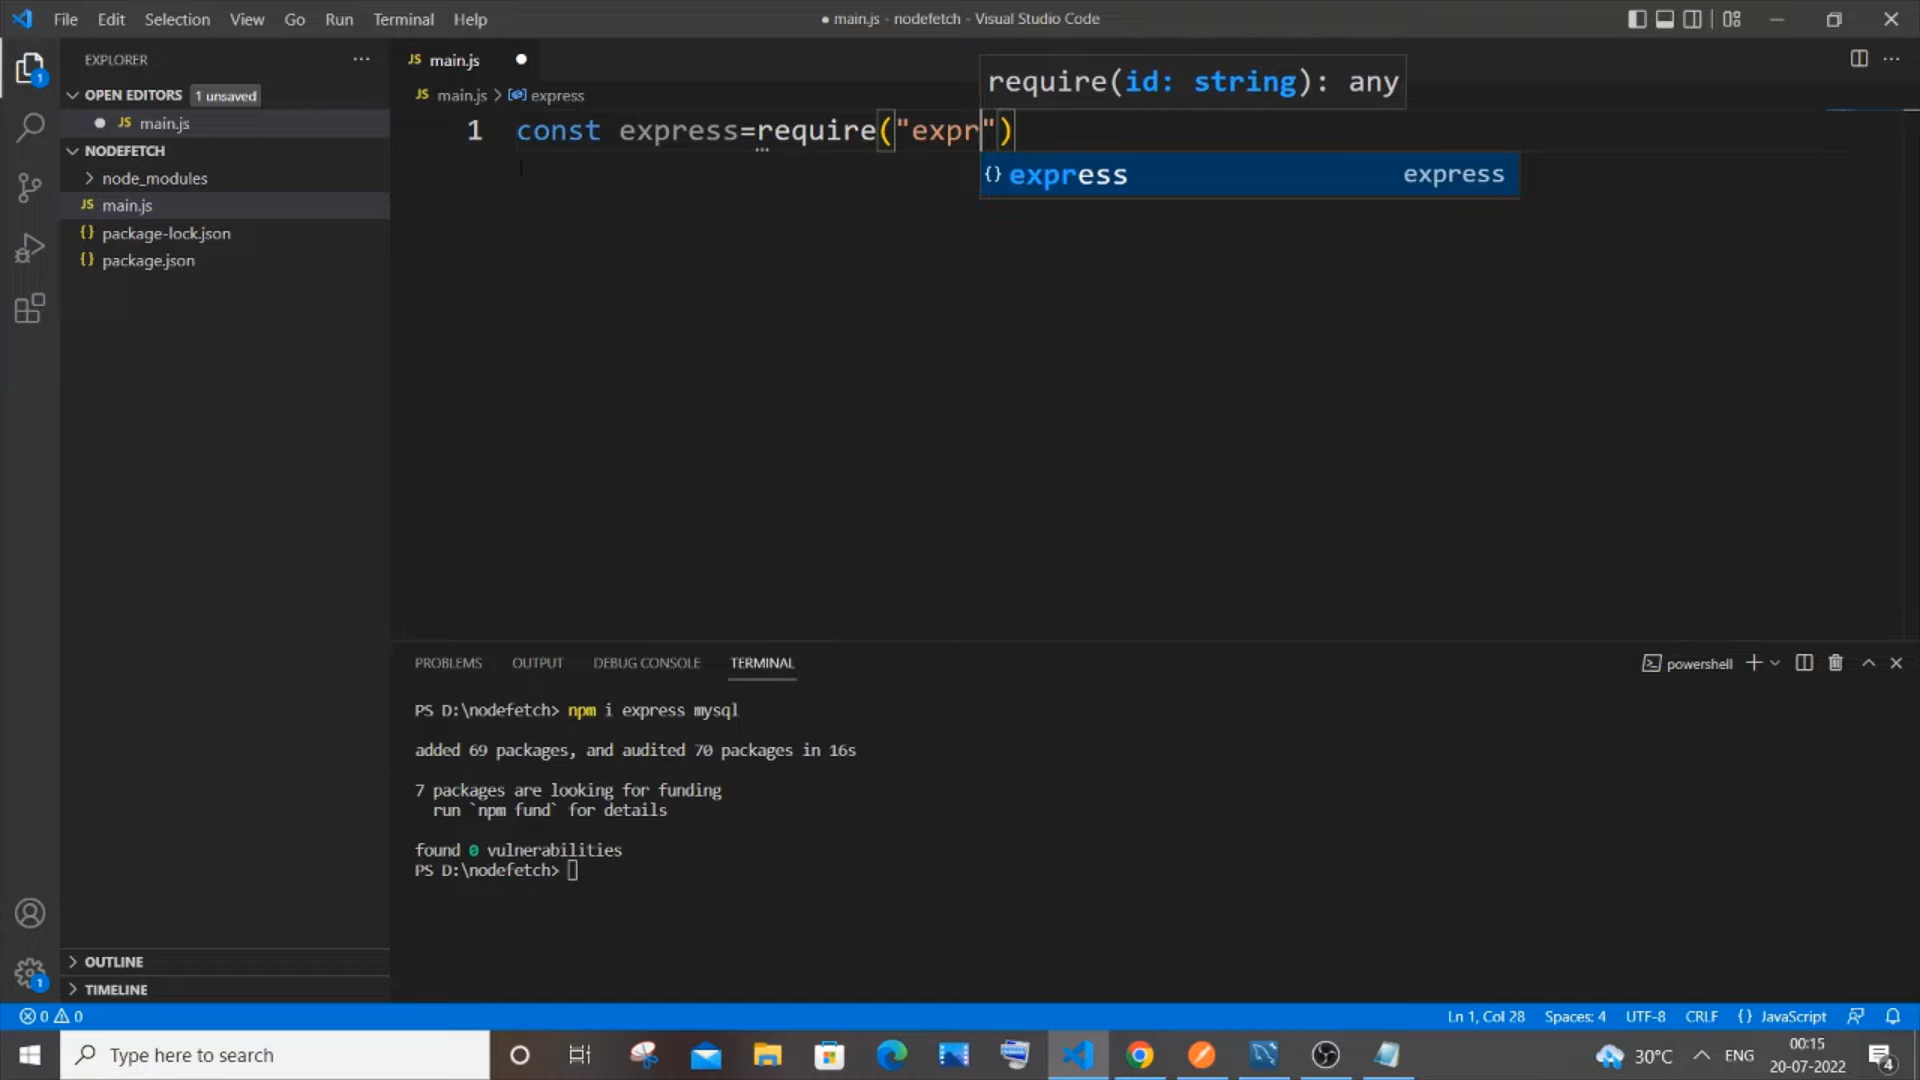 File Edit Selection View Go Run Terminal Help
● main.js - nodefetch - Visual Studio Code
EXPLORER
OPEN EDITORS 1 unsaved
JS main.js
NODEFETCH
node_modules
JS main.js
{} package-lock.json
{} package.json
OUTLINE
TIMELINE
1
1
JS main.js
JS main.js > express
require(id: string): any
1 const express=require("expr")
{} express express
PROBLEMS OUTPUT DEBUG CONSOLE TERMINAL
powershell
PS D:\nodefetch> npm i express mysql
added 69 packages, and audited 70 packages in 16s
7 packages are looking for funding
run `npm fund` for details
found 0 vulnerabilities
PS D:\nodefetch>
0 0
Ln 1, Col 28 Spaces: 4 UTF-8 CRLF {} JavaScript
Type here to search
30°C ENG
00:15
20-07-2022
4